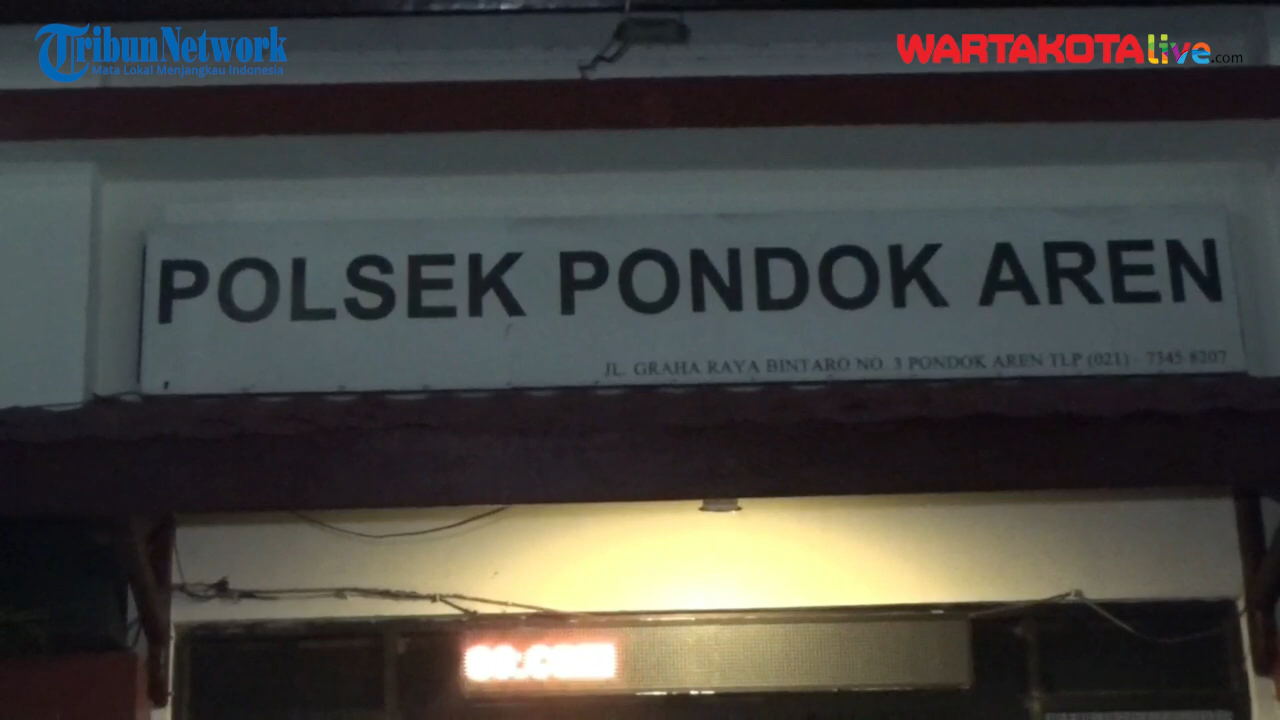 TribunNetwork
Mata Lokal Menjangkau Indonesia
WARTAKOTAlive.com
POLSEK PONDOK AREN
JL. GRAHA RAYA BINTARO NO. 3 PONDOK AREN TLP (021) - 7345 8207